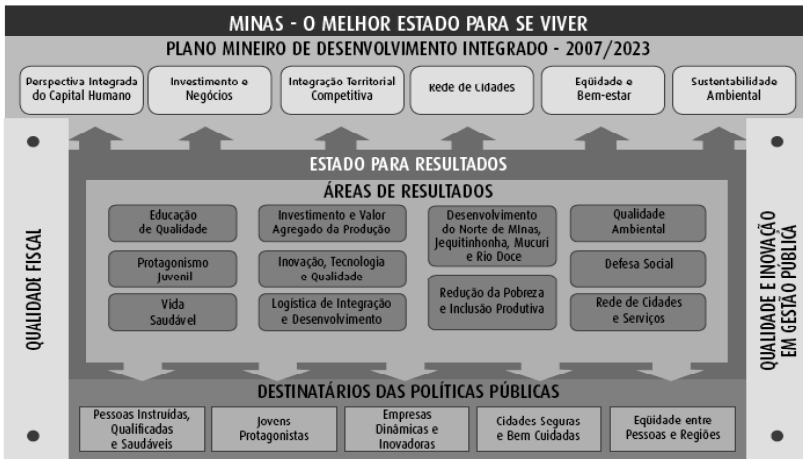 MINAS - O MELHOR ESTADO PARA SE VIVER
PLANO MINEIRO DE DESENVOLVIMENTO INTEGRADO - 2007/2023
Perspectiva Integrada
do Capital Humano
Investimento e
Negócios
Integração Territorial
Competitiva
Rede de Cidades
Eqüidade e
Bem-estar
Sustentabilidade
Ambiental
QUALIDADE FISCAL
ESTADO PARA RESULTADOS
ÁREAS DE RESULTADOS
Educação
de Qualidade
Protagonismo
Juvenil
Vida
Saudável
Investimento e Valor
Agregado da Produção
Inovação, Tecnologia
e Qualidade
Logística de Integração
e Desenvolvimento
Desenvolvimento
do Norte de Minas,
Jequitinhonha, Mucuri
e Rio Doce
Redução da Pobreza
e Inclusão Produtiva
Qualidade
Ambiental
Defesa Social
Rede de Cidades
e Serviços
QUALIDADE E INOVAÇÃO
EM GESTÃO PÚBLICA
DESTINATÁRIOS DAS POLÍTICAS PÚBLICAS
Pessoas Instruídas,
Qualificadas
e Saudáveis
Jovens
Protagonistas
Empresas
Dinâmicas e
Inovadoras
Cidades Seguras
e Bem Cuidadas
Eqüidade entre
Pessoas e Regiões